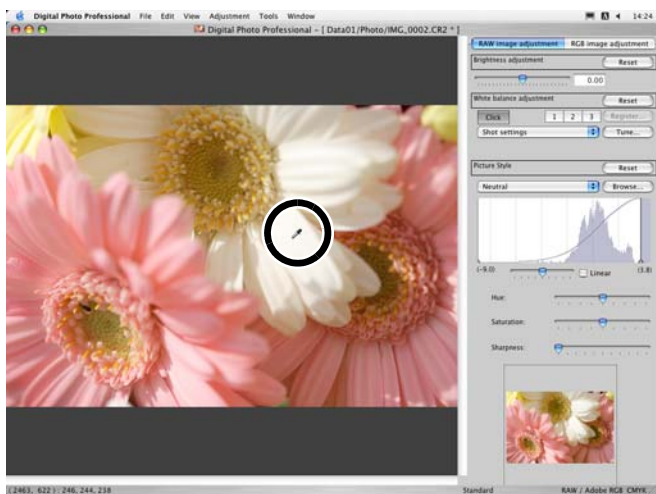 Digital Photo Professional File Edit View Adjustment Tools Window 14:24
Digital Photo Professional - [ Data01/Photo/IMG_0002.CR2 * ]
RAW image adjustment RGB image adjustment
Brightness adjustment Reset
0.00
White balance adjustment Reset
Click 1 2 3 Register...
Shot settings Tune...
Picture Style Reset
Neutral Browse...
(-9.0) Linear (3.8)
Hue:
Saturation:
Sharpness:
(2463, 622) : 246, 244, 238 Standard RAW / Adobe RGB CMYK